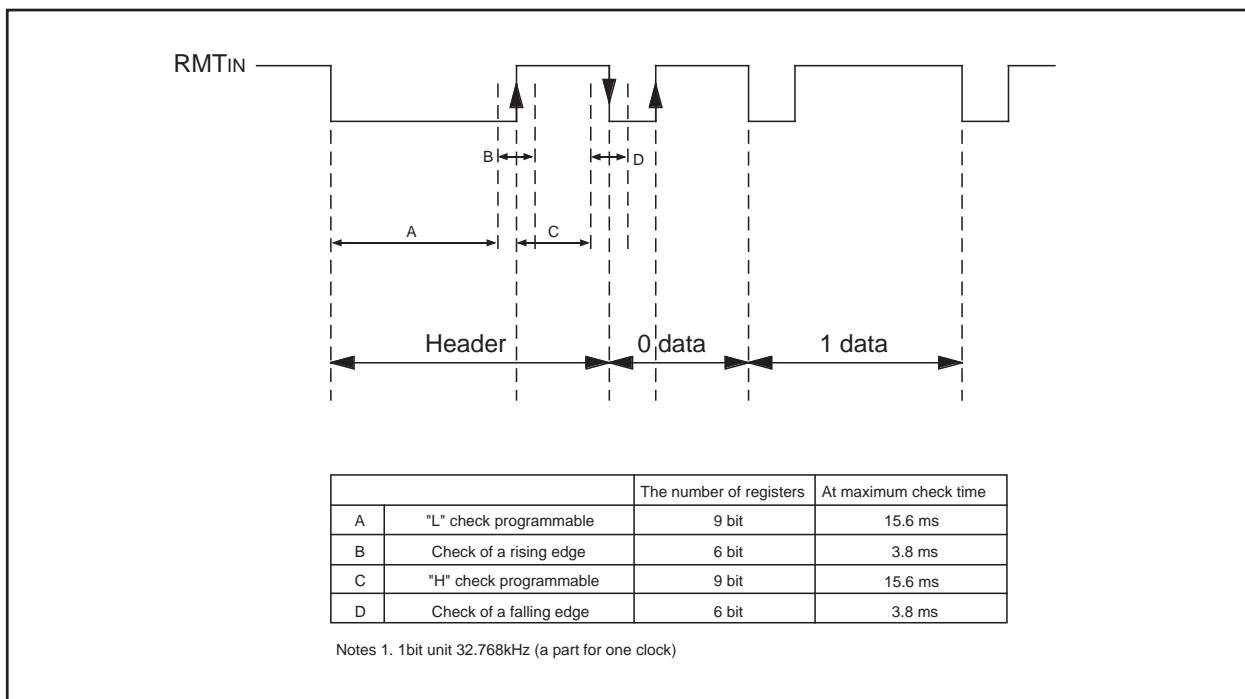 RMTIN
B
D
A
C
Header
0 data
1 data
The number of registers At maximum check time
A "L" check programmable 9 bit 15.6 ms
B Check of a rising edge 6 bit 3.8 ms
C "H" check programmable 9 bit 15.6 ms
D Check of a falling edge 6 bit 3.8 ms
Notes 1. 1bit unit 32.768kHz (a part for one clock)